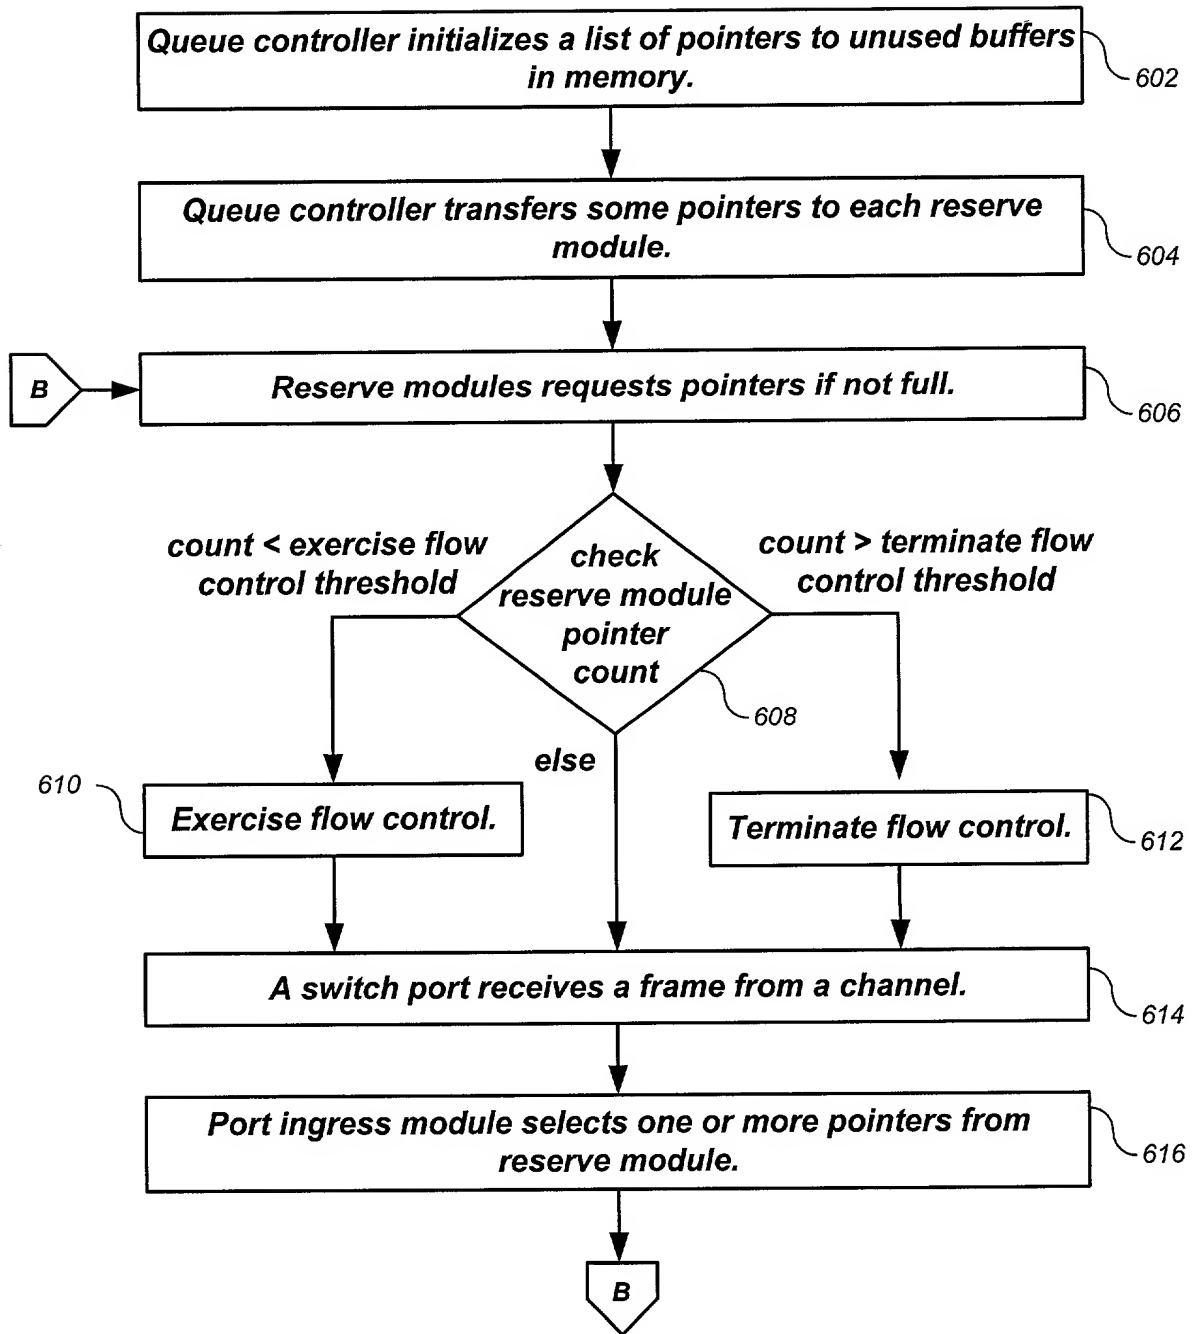 Queue controller initializes a list of pointers to unused buffers
in memory.
602
Queue controller transfers some pointers to each reserve
module.
604
B
Reserve modules requests pointers if not full.
606
count < exercise flow
control threshold
check
reserve module
pointer
count
count > terminate flow
control threshold
608
else
610
Exercise flow control.
Terminate flow control.
612
A switch port receives a frame from a channel.
614
Port ingress module selects one or more pointers from
reserve module.
616
B